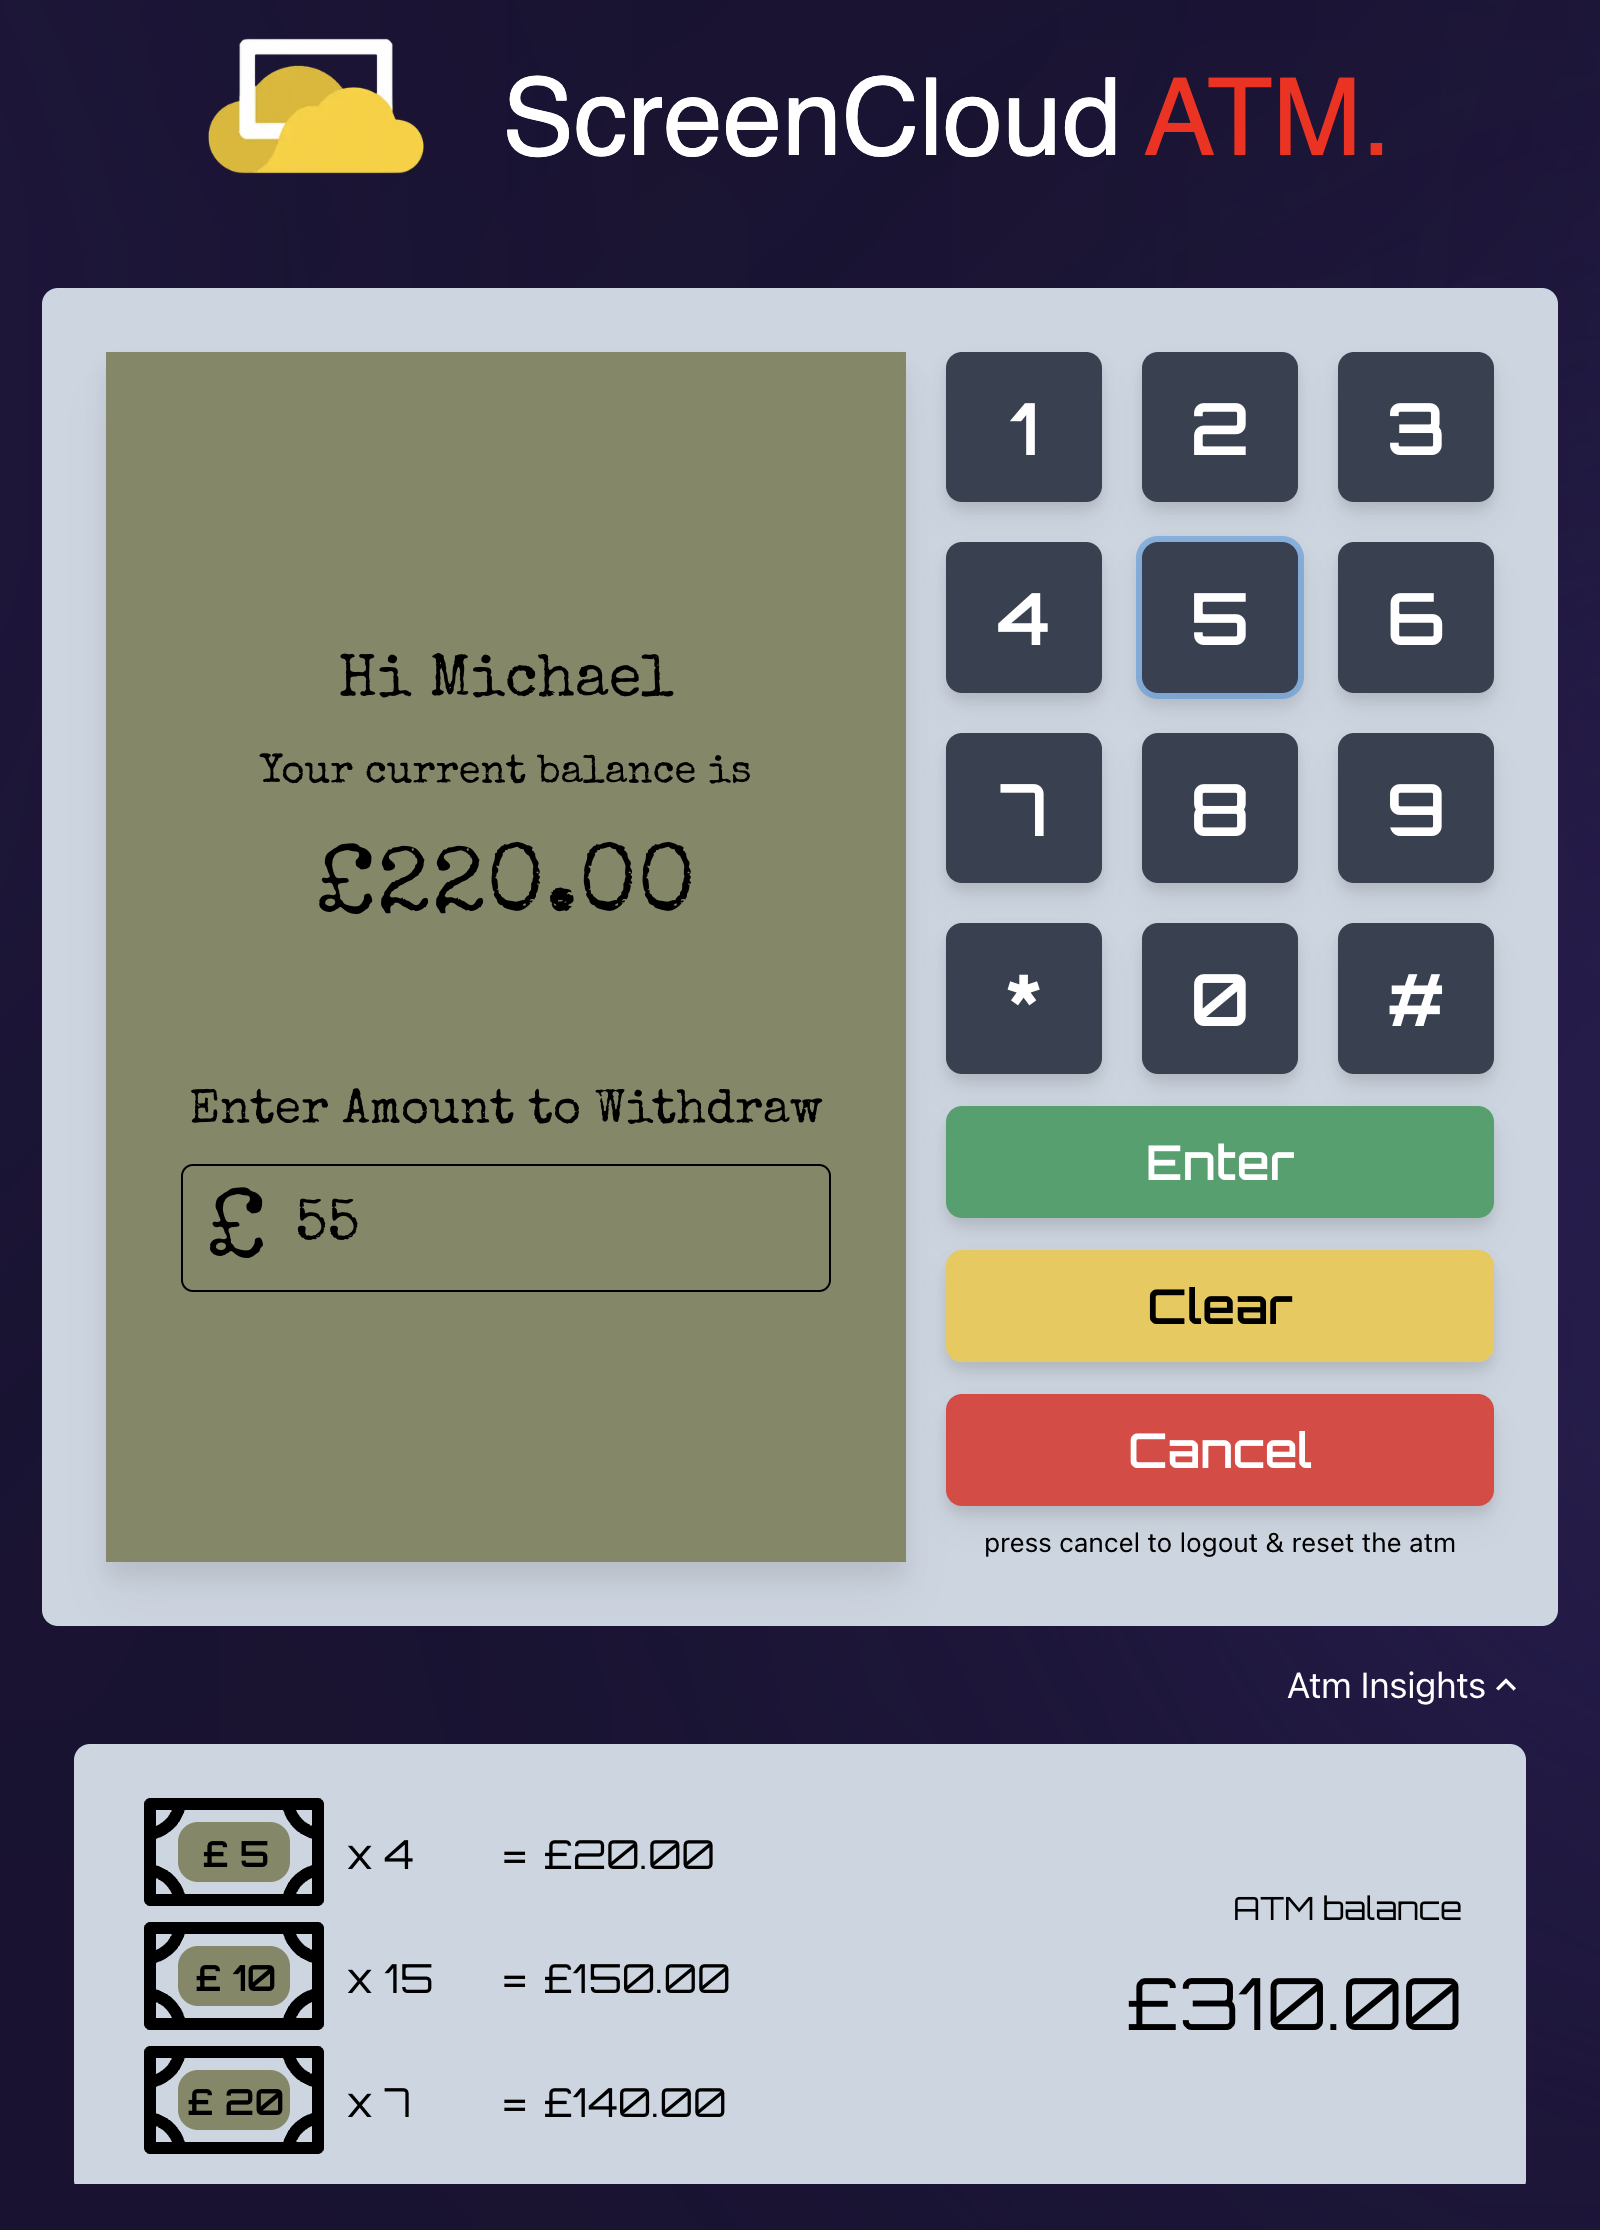 ScreenCloud ATM.
Hi Michael
Your current balance is
£220.00
Enter Amount to Withdraw
£ 55
1 2 3
4 5 6
7 8 9
* 0 #
Enter
Clear
Cancel
press cancel to logout & reset the atm
Atm Insights
£ 5 x 4 = £20.00
£ 10 x 15 = £150.00
£ 20 x 7 = £140.00
ATM balance
£310.00